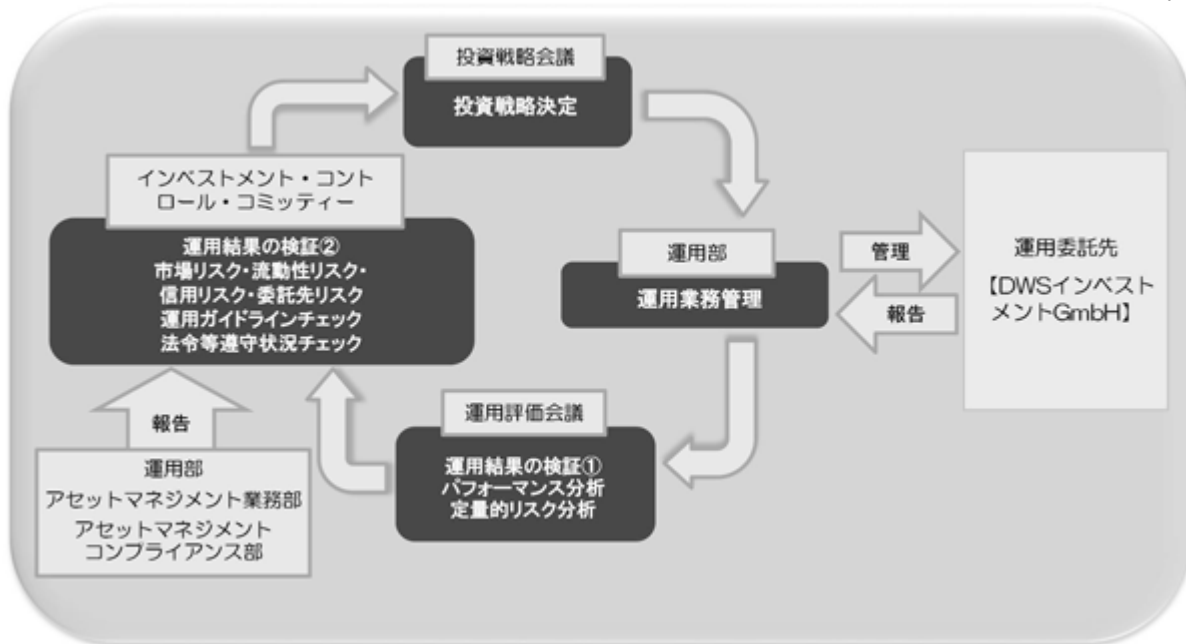 投資戦略会議
投資戦略決定
インベストメント・コント
ロール・コミッティー
運用結果の検証②
市場リスク・流動性リスク・
信用リスク・委託先リスク
運用ガイドラインチェック
法令等遵守状況チェック
運用部
運用業務管理
管理
報告
運用委託先
【DWSインベスト
メントGmbH】
運用評価会議
運用結果の検証①
パフォーマンス分析
定量的リスク分析
報告
運用部
アセットマネジメント業務部
アセットマネジメント
コンプライアンス部